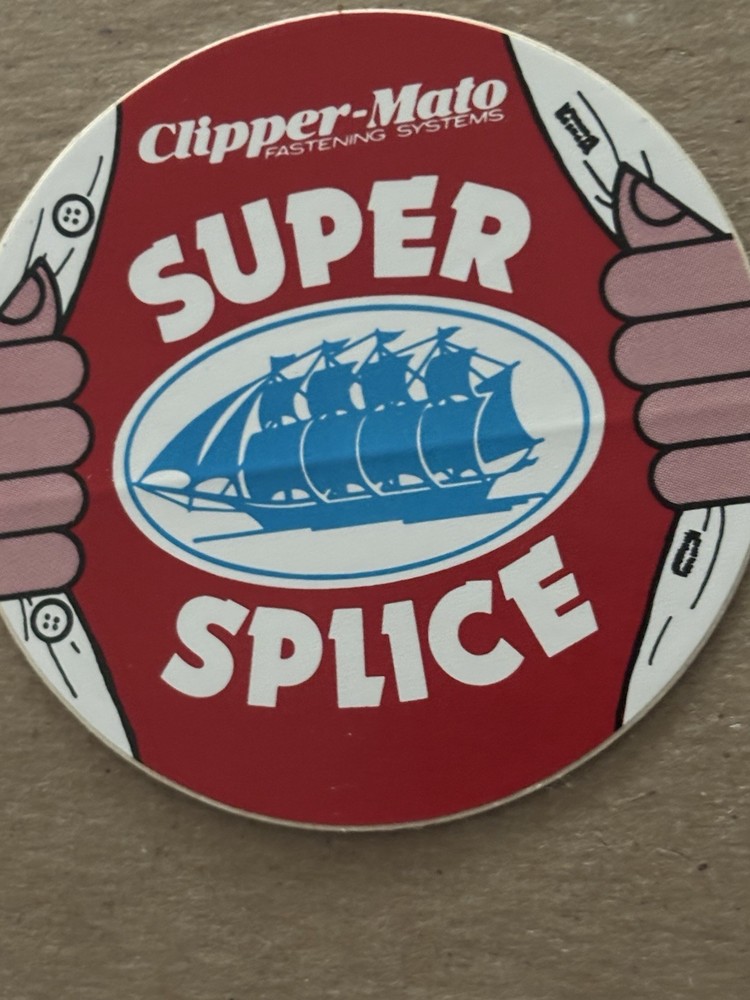 Clipper-Mato
FASTENING SYSTEMS
SUPER
SPLICE